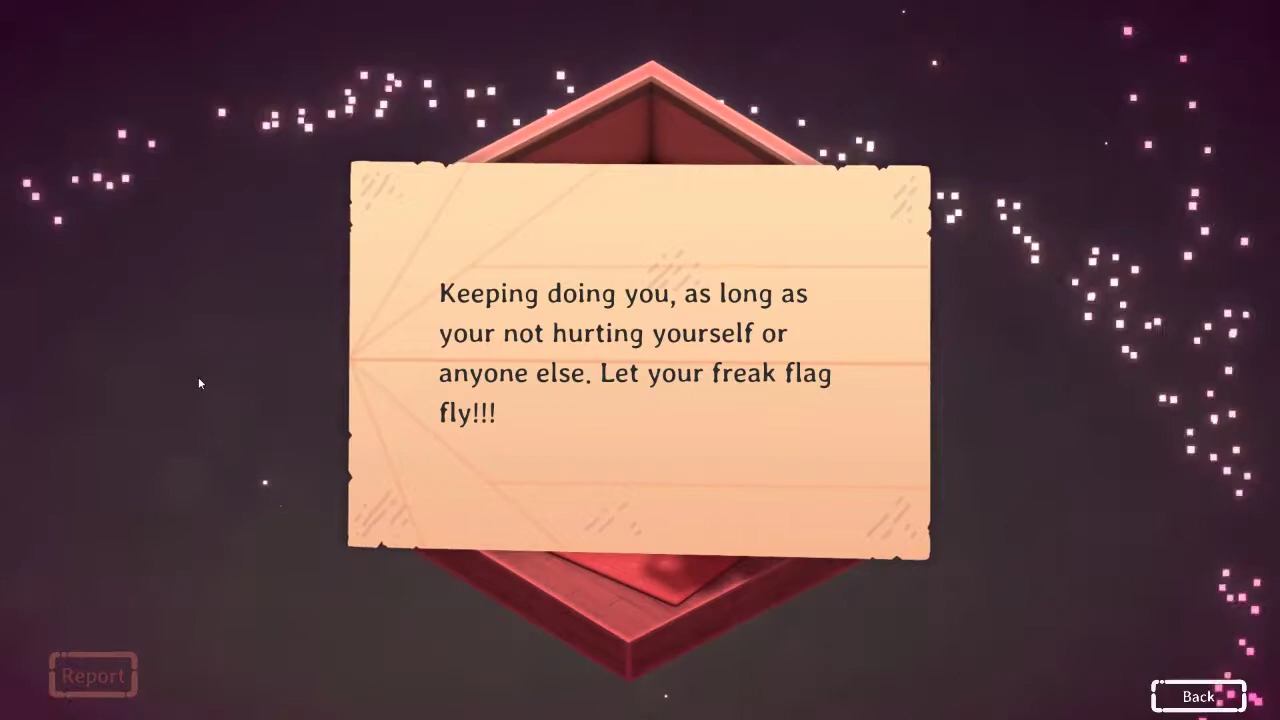 Keeping doing you, as long as
your not hurting yourself or
anyone else. Let your freak flag
fly!!!
Report
Back